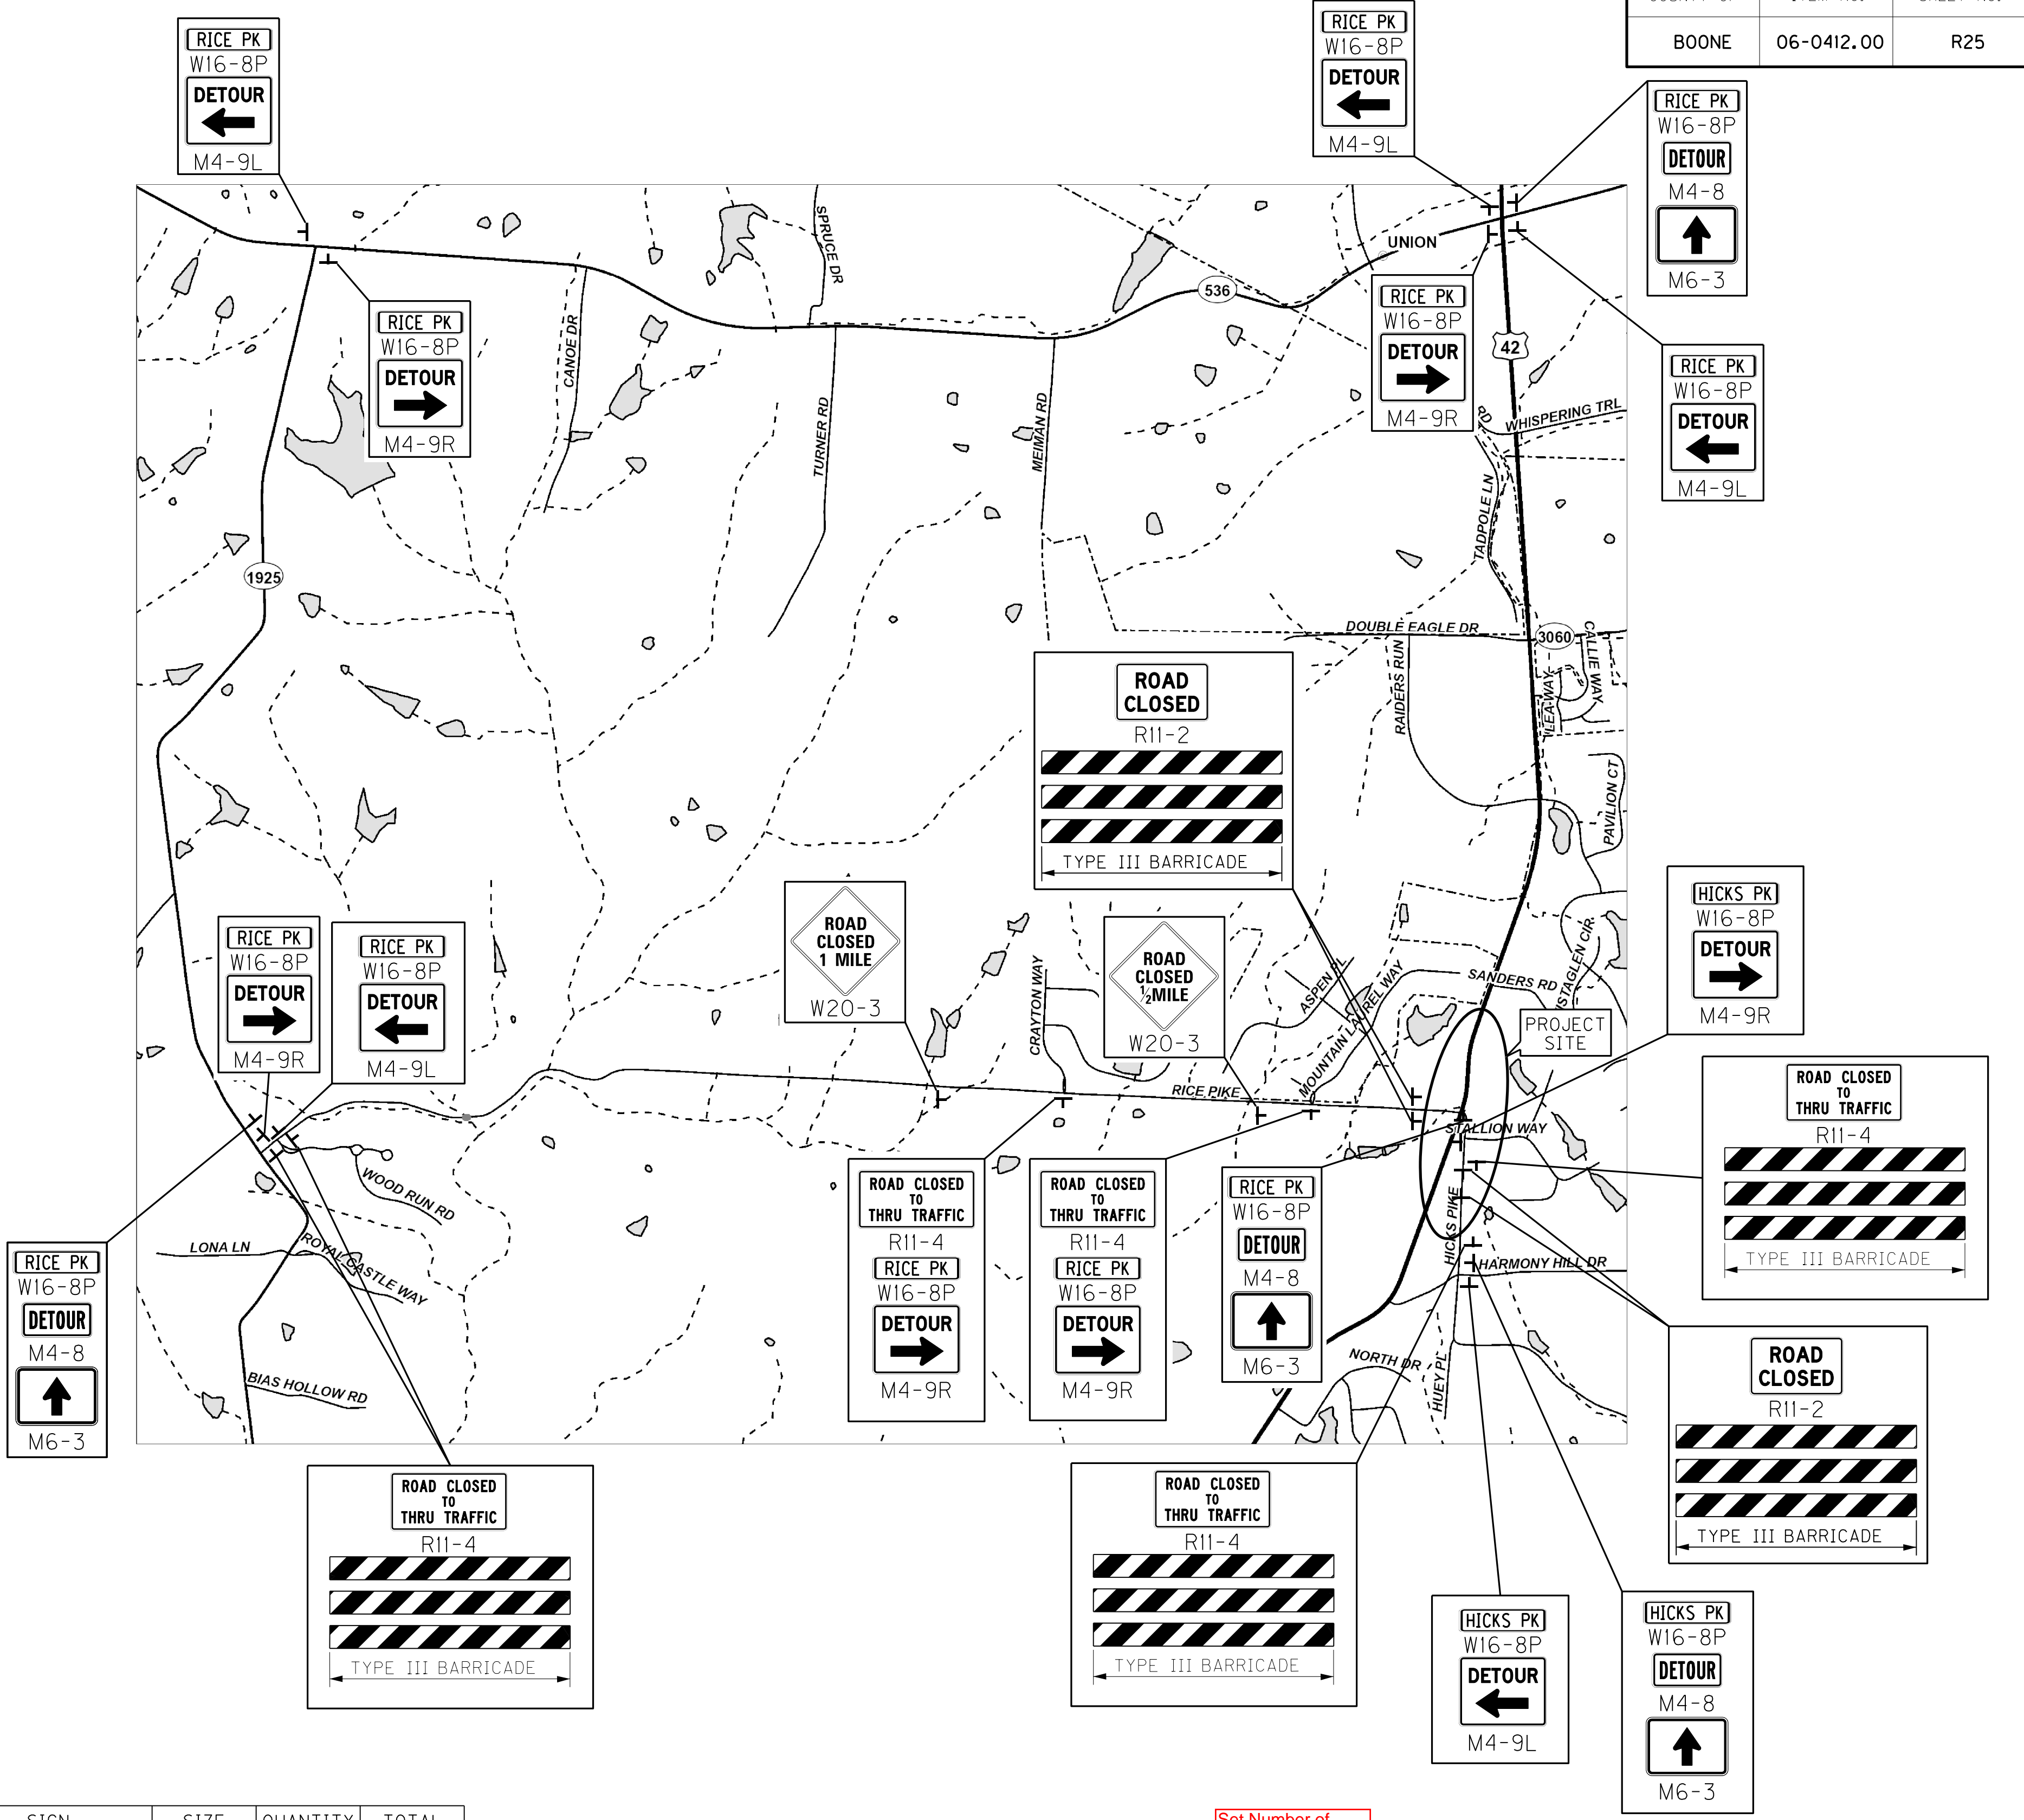 BOONE
06-0412.00
R25
RICE PK
W16-8P
DETOUR
M4-9L
RICE PK
W16-8P
DETOUR
M4-9L
RICE PK
W16-8P
DETOUR
M4-8
M6-3
SPRUCE DR
UNION
536
RICE PK
W16-8P
DETOUR
M4-9R
RICE PK
W16-8P
DETOUR
M4-9R
42
RICE PK
W16-8P
DETOUR
M4-9L
CANOE DR
TURNER RD
MEIMAN RD
RD
WHISPERING TRL
TADPOLE LN
1925
DOUBLE EAGLE DR
3060
CALLIE WAY
RAIDERS RUN
LEA WAY
PAVILION CT
ROAD
CLOSED
R11-2
TYPE III BARRICADE
HICKS PK
W16-8P
DETOUR
M4-9R
RICE PK
W16-8P
DETOUR
M4-9R
RICE PK
W16-8P
DETOUR
M4-9L
ROAD
CLOSED
1 MILE
W20-3
CRAYTON WAY
ROAD
CLOSED
½MILE
W20-3
ASPEN PL
MOUNTAIN LAUREL WAY
SANDERS RD
STAGLEN CIR
PROJECT
SITE
RICE PIKE
STALLION WAY
ROAD CLOSED
TO
THRU TRAFFIC
R11-4
TYPE III BARRICADE
WOOD RUN RD
LONA LN
ROYAL CASTLE WAY
BIAS HOLLOW RD
RICE PK
W16-8P
DETOUR
M4-8
M6-3
ROAD CLOSED
TO
THRU TRAFFIC
R11-4
RICE PK
W16-8P
DETOUR
M4-9R
ROAD CLOSED
TO
THRU TRAFFIC
R11-4
RICE PK
W16-8P
DETOUR
M4-9R
RICE PK
W16-8P
DETOUR
M4-8
M6-3
HICKS PIKE
HARMONY HILL DR
NORTH DR
HUEY PL
ROAD
CLOSED
R11-2
TYPE III BARRICADE
ROAD CLOSED
TO
THRU TRAFFIC
R11-4
TYPE III BARRICADE
ROAD CLOSED
TO
THRU TRAFFIC
R11-4
TYPE III BARRICADE
HICKS PK
W16-8P
DETOUR
M4-9L
HICKS PK
W16-8P
DETOUR
M4-8
M6-3
SIGN
SIZE
QUANTITY
TOTAL
Set Number of